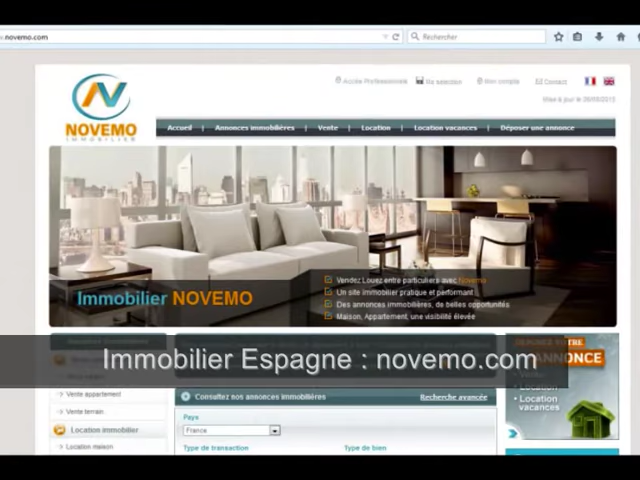 .novemo.com
Rechercher
Accès Professionnels
Ma sélection
Mon compte
Contact
NOVEMO
IMMOBILIER
Accueil | Annonces immobilières | Vente | Location | Location vacances | Déposer une annonce
Immobilier NOVEMO
Vendez Louez entre particuliers avec Novemo
Un site immobilier pratique et performant
Des annonces immobilières, de belles opportunités
Maison, Appartement, une visibilité élevée
Immobilier Espagne : novemo.com
ANNONCE
Location
Location vacances
Vente appartement
Vente terrain
Location immobilier
Location maison
Consultez nos annonces immobilières
Recherche avancée
Pays
France
Type de transaction
Type de bien